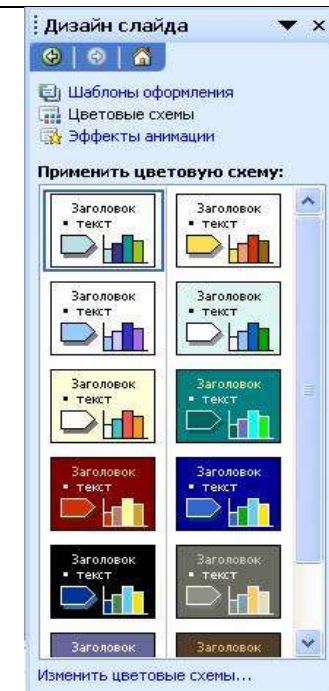 Дизайн слайда
Шаблоны оформления
Цветовые схемы
Эффекты анимации
Применить цветовую схему:
Заголовок
▪ текст
Заголовок
▪ текст
Заголовок
▪ текст
Заголовок
▪ текст
Заголовок
▪ текст
Заголовок
▪ текст
Заголовок
▪ текст
Заголовок
▪ текст
Заголовок
▪ текст
Заголовок
▪ текст
Заголовок
Заголовок
Изменить цветовые схемы...